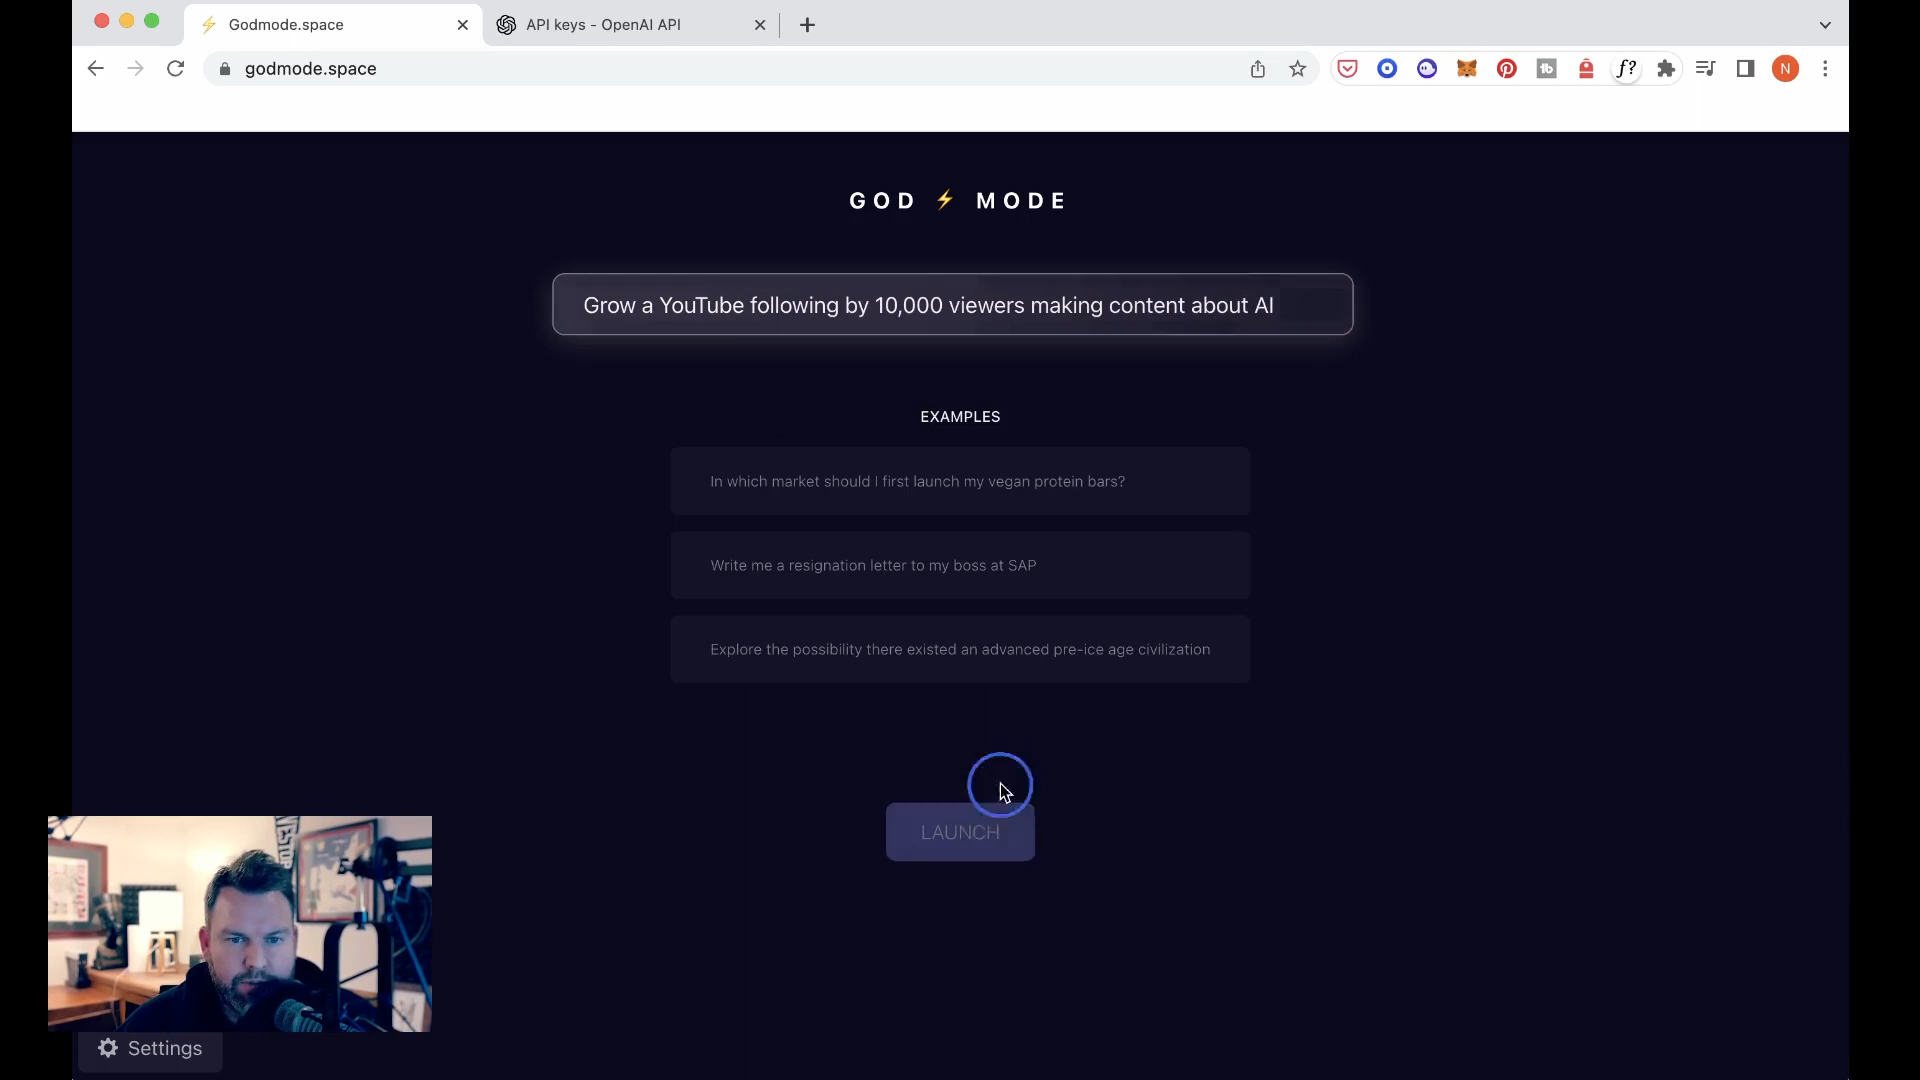 Godmode.space
API keys - OpenAI API
godmode.space
N
GOD ⚡ MODE
Grow a YouTube following by 10,000 viewers making content about AI
EXAMPLES
In which market should I first launch my vegan protein bars?
Write me a resignation letter to my boss at SAP
Explore the possibility there existed an advanced pre-ice age civilization
LAUNCH
Settings